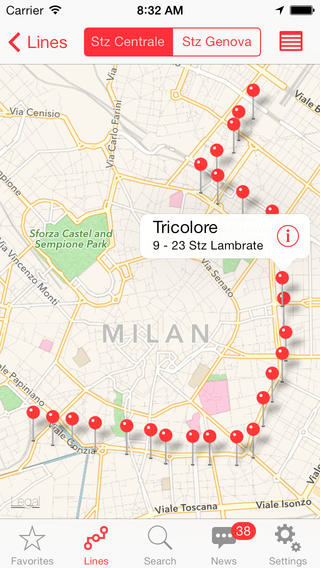 Carrier 8:32 AM
Lines Stz Centrale Stz Genova
Via Cenisio
Viale B
Via Carlo Farini
Sforza Castel and
Sempione Park
Tricolore
9 - 23 Stz Lambrate
Via Vincenzo Monti
Via Senato
MILAN
Viale Papiniano
Viale Gorizia
Legal
Viale Toscana
Viale Isonzo
38
Favorites Lines Search News Settings